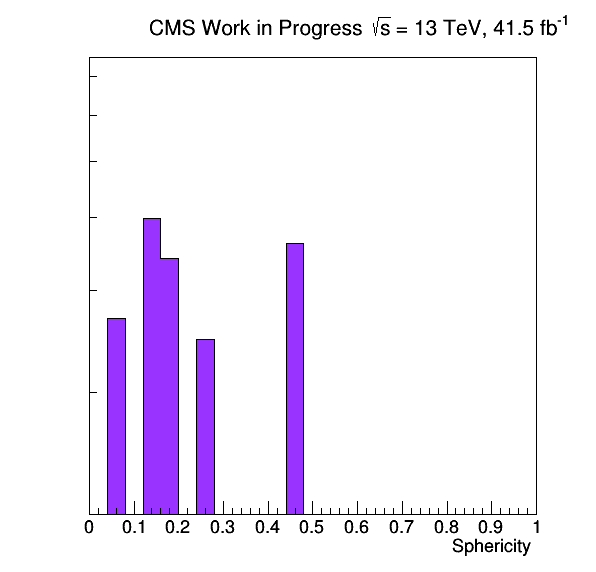 CMS Work in Progress √s = 13 TeV, 41.5 fb⁻¹
0 0.1 0.2 0.3 0.4 0.5 0.6 0.7 0.8 0.9 1
Sphericity